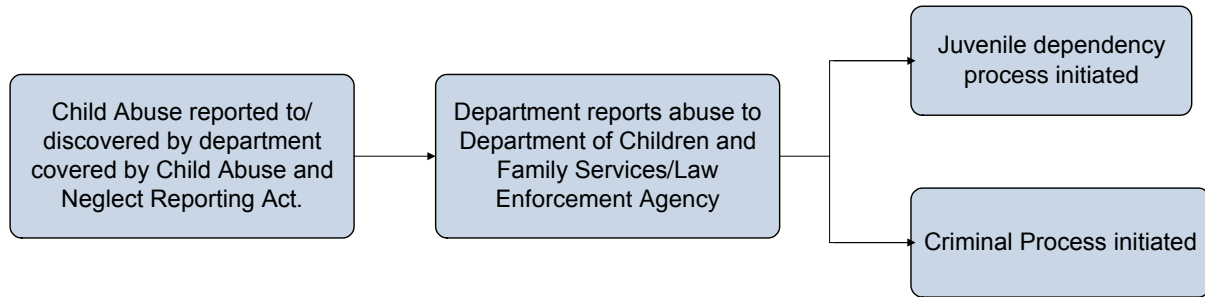 Child Abuse reported to/
discovered by department
covered by Child Abuse and
Neglect Reporting Act.
Department reports abuse to
Department of Children and
Family Services/Law
Enforcement Agency
Juvenile dependency
process initiated
Criminal Process initiated